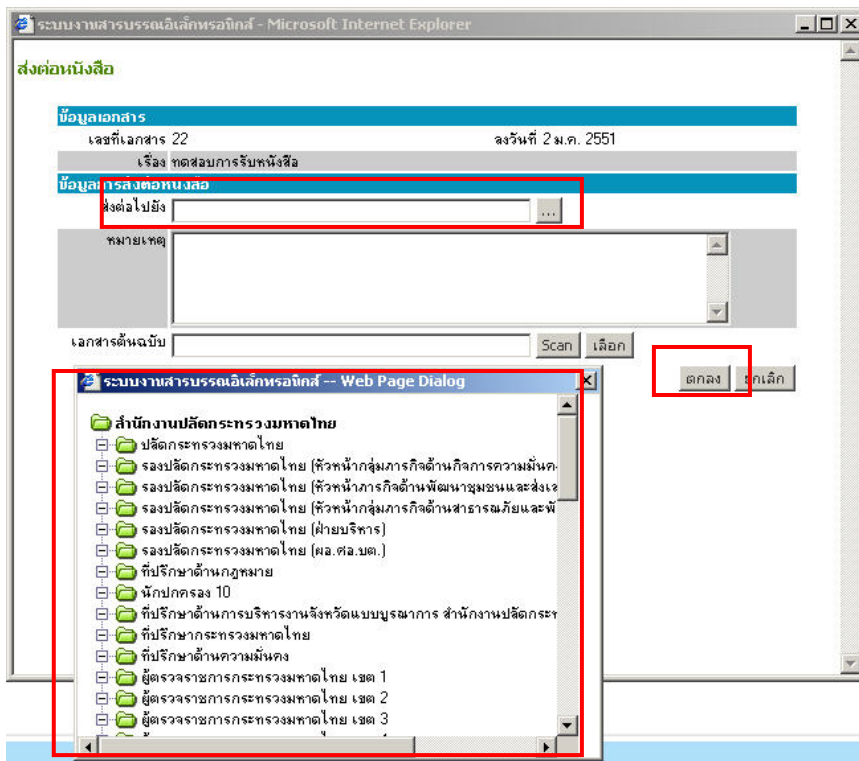 ระบบงานสารบรรณอิเล็กทรอนิกส์ - Microsoft Internet Explorer
ส่งต่อหนังสือ
ข้อมูลเอกสาร
เลขที่เอกสาร 22 ลงวันที่ 2 ม.ค. 2551
เรื่อง ทดสอบการรับหนังสือ
ข้อมูลการส่งต่อหนังสือ
ส่งต่อไปยัง ...
หมายเหตุ
เอกสารต้นฉบับ Scan เลือก
ตกลง ยกเลิก
ระบบงานสารบรรณอิเล็กทรอนิกส์ -- Web Page Dialog
สำนักงานปลัดกระทรวงมหาดไทย
ปลัดกระทรวงมหาดไทย
รองปลัดกระทรวงมหาดไทย (หัวหน้ากลุ่มภารกิจด้านกิจการความมั่นค
รองปลัดกระทรวงมหาดไทย (หัวหน้าภารกิจด้านพัฒนาชุมชนและส่งเส
รองปลัดกระทรวงมหาดไทย (หัวหน้ากลุ่มภารกิจด้านสาธารณภัยและพั
รองปลัดกระทรวงมหาดไทย (ฝ่ายบริหาร)
รองปลัดกระทรวงมหาดไทย (ผอ.ศอ.บต.)
ที่ปรึกษาด้านกฎหมาย
นักปกครอง 10
ที่ปรึกษาด้านการบริหารงานจังหวัดแบบบูรณาการ สำนักงานปลัดกระท
ที่ปรึกษากระทรวงมหาดไทย
ที่ปรึกษาด้านความมั่นคง
ผู้ตรวจราชการกระทรวงมหาดไทย เขต 1
ผู้ตรวจราชการกระทรวงมหาดไทย เขต 2
ผู้ตรวจราชการกระทรวงมหาดไทย เขต 3